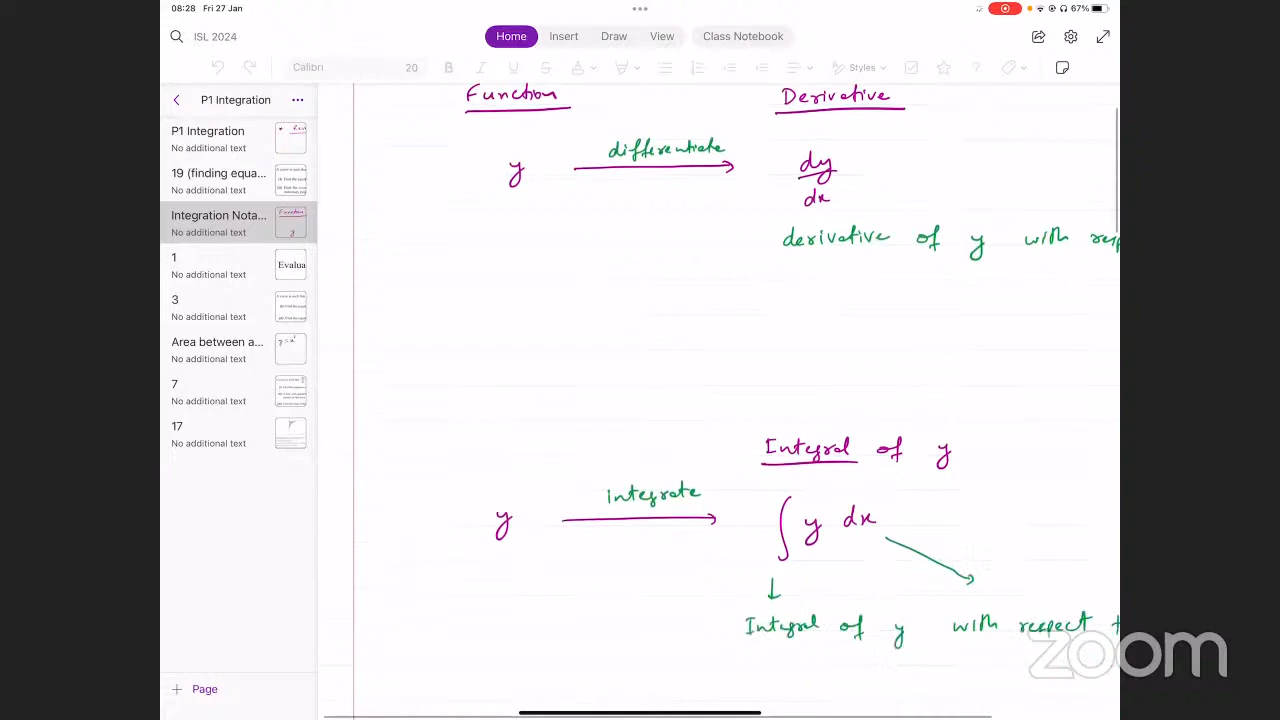 08:28 Fri 27 Jan
67%
ISL 2024
Home Insert Draw View Class Notebook
Calibri 20 B I U S A Styles ?
P1 Integration
P1 Integration
No additional text
19 (finding equa...
No additional text
Integration Nota...
No additional text
1
No additional text
Evalua
3
No additional text
Area between a...
No additional text
7
No additional text
17
No additional text
Page
Function Derivative
y differentiate dy/dx
derivative of y with resp
Integral of y
y integrate ∫ y dx
Integral of y with respect t
zoom